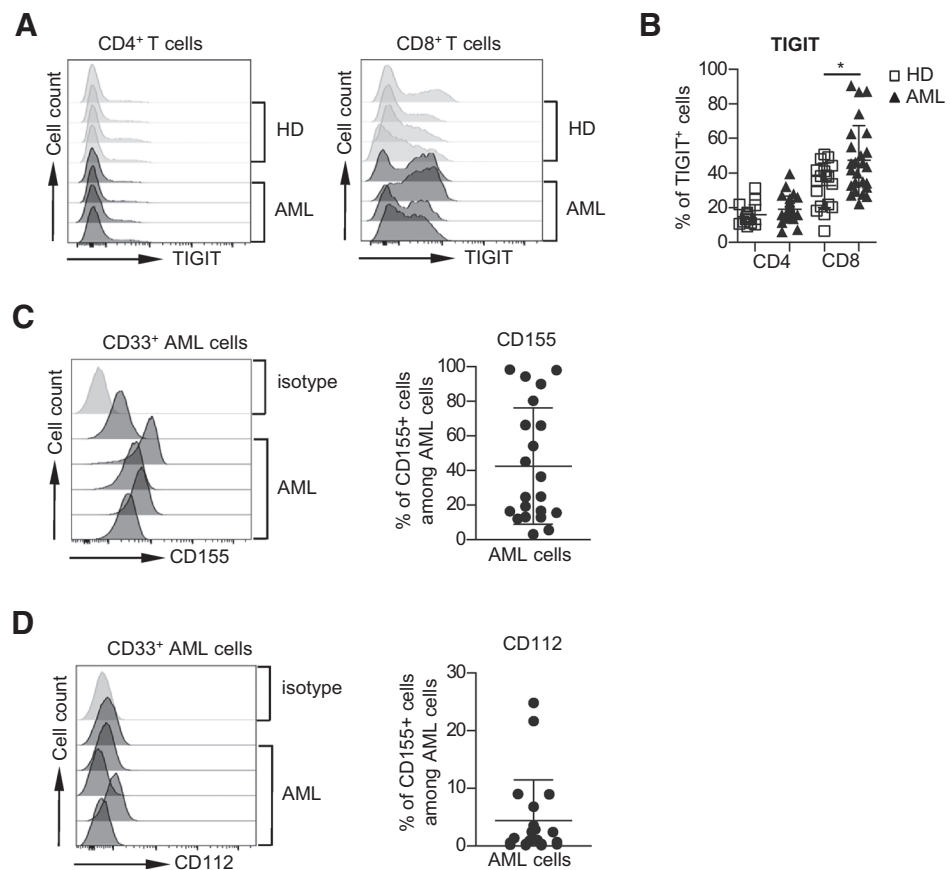 A
CD4+ T cells
CD8+ T cells
Cell count
HD
AML
TIGIT
Cell count
HD
AML
TIGIT
B
TIGIT
*
HD
AML
% of TIGIT+ cells
100
80
60
40
20
0
CD4
CD8
C
CD33+ AML cells
Cell count
isotype
AML
CD155
CD155
% of CD155+ cells
among AML cells
100
80
60
40
20
0
AML cells
D
CD33+ AML cells
Cell count
isotype
AML
CD112
CD112
% of CD155+ cells
among AML cells
30
20
10
0
AML cells